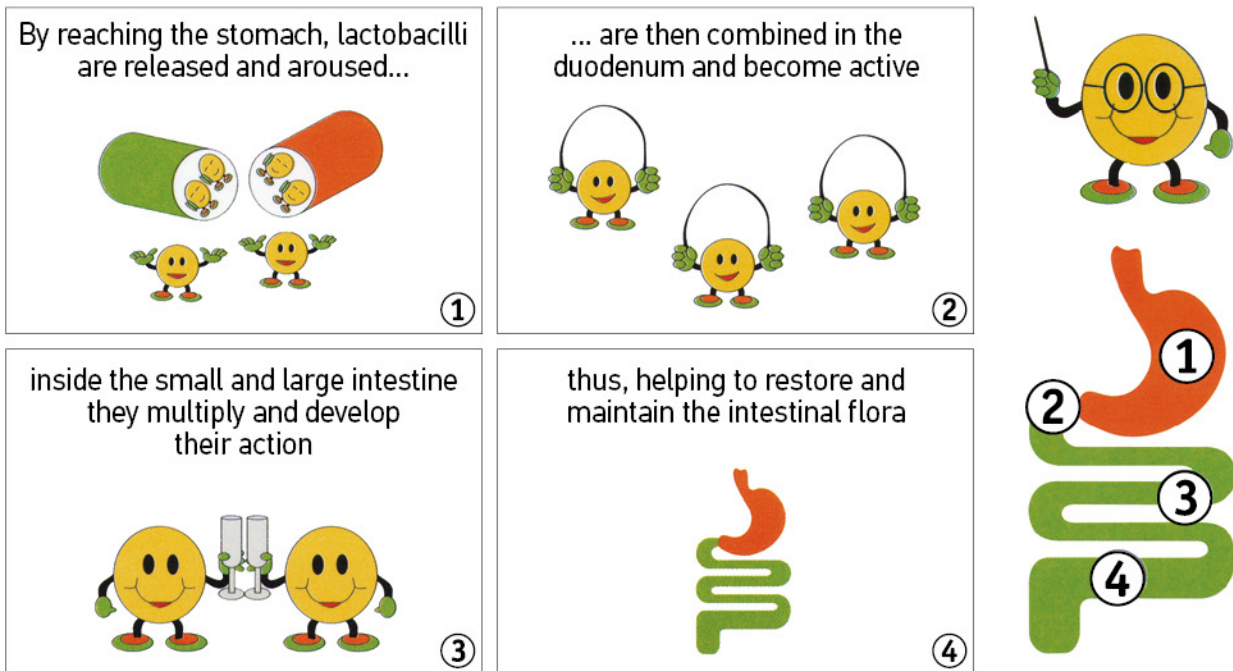 By reaching the stomach, lactobacilli
are released and aroused...
1
... are then combined in the
duodenum and become active
2
inside the small and large intestine
they multiply and develop
their action
3
thus, helping to restore and
maintain the intestinal flora
4
1
2
3
4